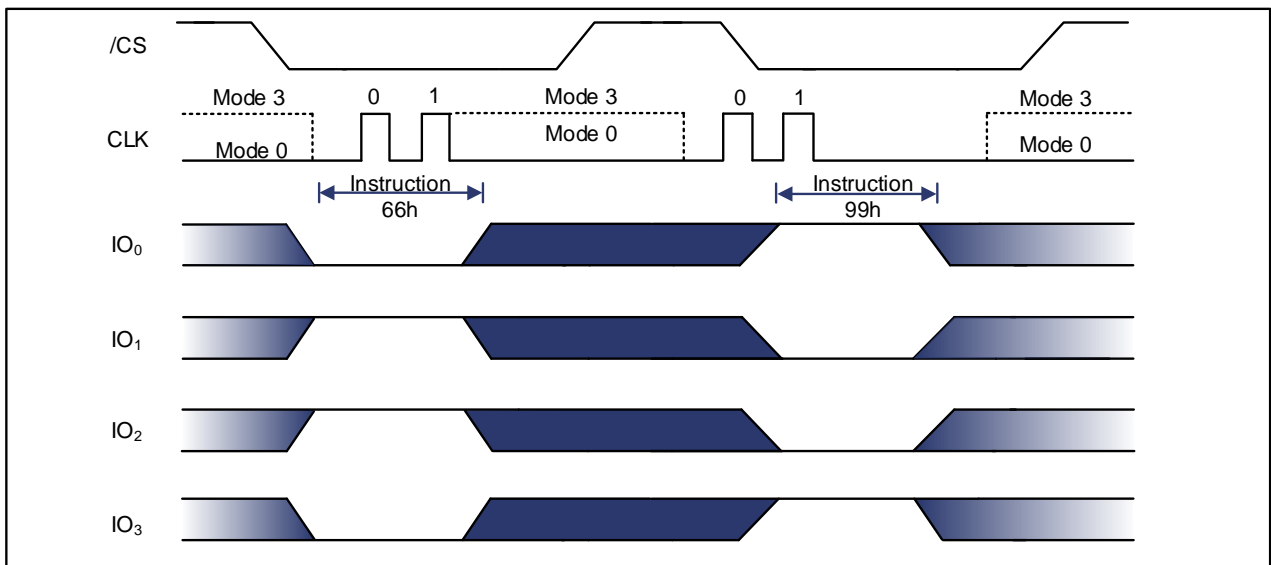 /CS
Mode 3
0
1
Mode 3
0
1
Mode 3
CLK
Mode 0
Mode 0
Mode 0
Instruction
66h
Instruction
99h
IO0
IO1
IO2
IO3